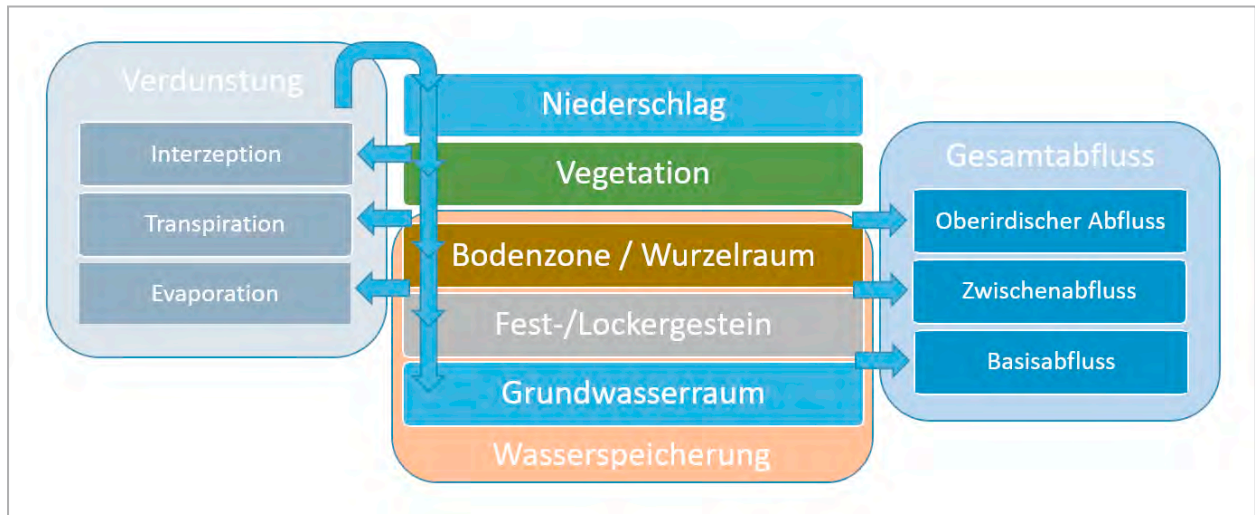 Verdunstung
Interzeption
Transpiration
Evaporation
Niederschlag
Vegetation
Bodenzone / Wurzelraum
Fest-/Lockergestein
Grundwasserraum
Wasserspeicherung
Gesamtabfluss
Oberirdischer Abfluss
Zwischenabfluss
Basisabfluss